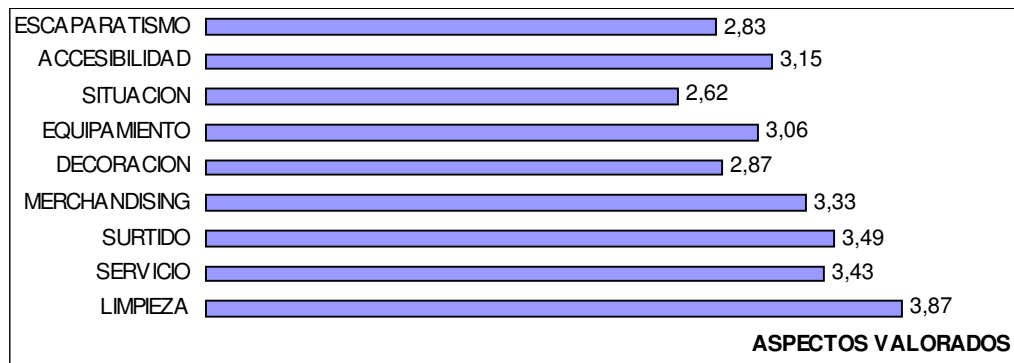 ESCAPARATISMO 2,83
ACCESIBILIDAD 3,15
SITUACION 2,62
EQUIPAMIENTO 3,06
DECORACION 2,87
MERCHANDISING 3,33
SURTIDO 3,49
SERVICIO 3,43
LIMPIEZA 3,87
ASPECTOS VALORADOS